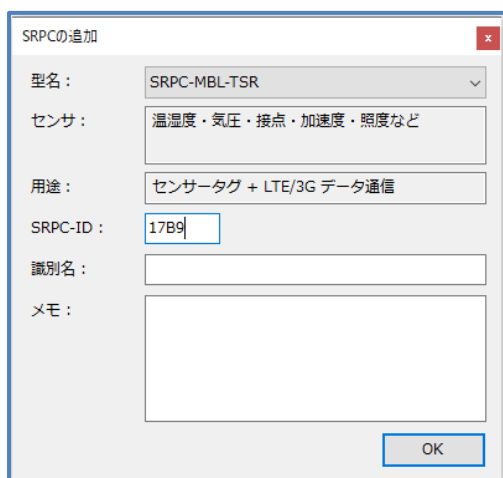 SRPCの追加
x
型名： SRPC-MBL-TSR
センサ： 温湿度・気圧・接点・加速度・照度など
用途： センサータグ + LTE/3G データ通信
SRPC-ID： 17B9
識別名：
メモ：
OK